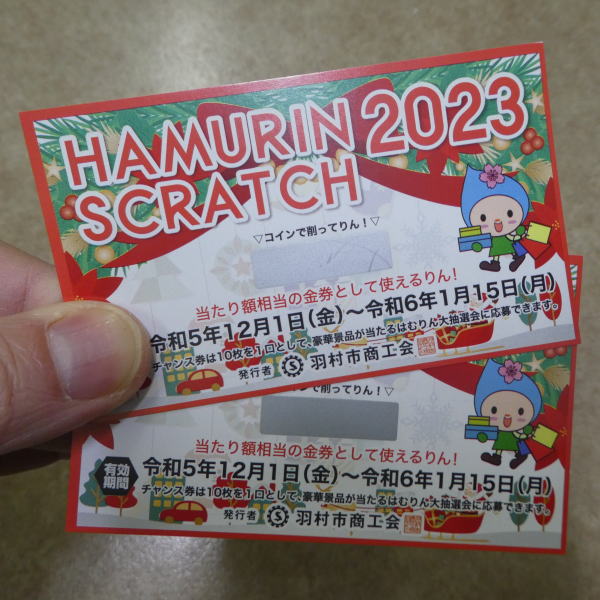 HAMURIN 2023
SCRATCH
▽コインで削ってりん！▽
当たり額相当の金券として使えるりん！
令和5年12月1日(金)～令和6年1月15日(月)
チャンス券は10枚を1口として、豪華景品が当たるはむりん大抽選会に応募できます。
発行者 羽村市商工会
で削ってりん！▽
当たり額相当の金券として使えるりん！
有効期間 令和5年12月1日(金)～令和6年1月15日(月)
チャンス券は10枚を1口として、豪華景品が当たるはむりん大抽選会に応募できます。
発行者 羽村市商工会